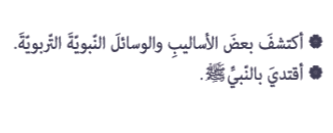 ● أكتشفَ بعضَ الأساليبِ والوسائلَ النّبويّةَ التّربويّةَ.
● أقتديَ بالنّبيِّ ﷺ.